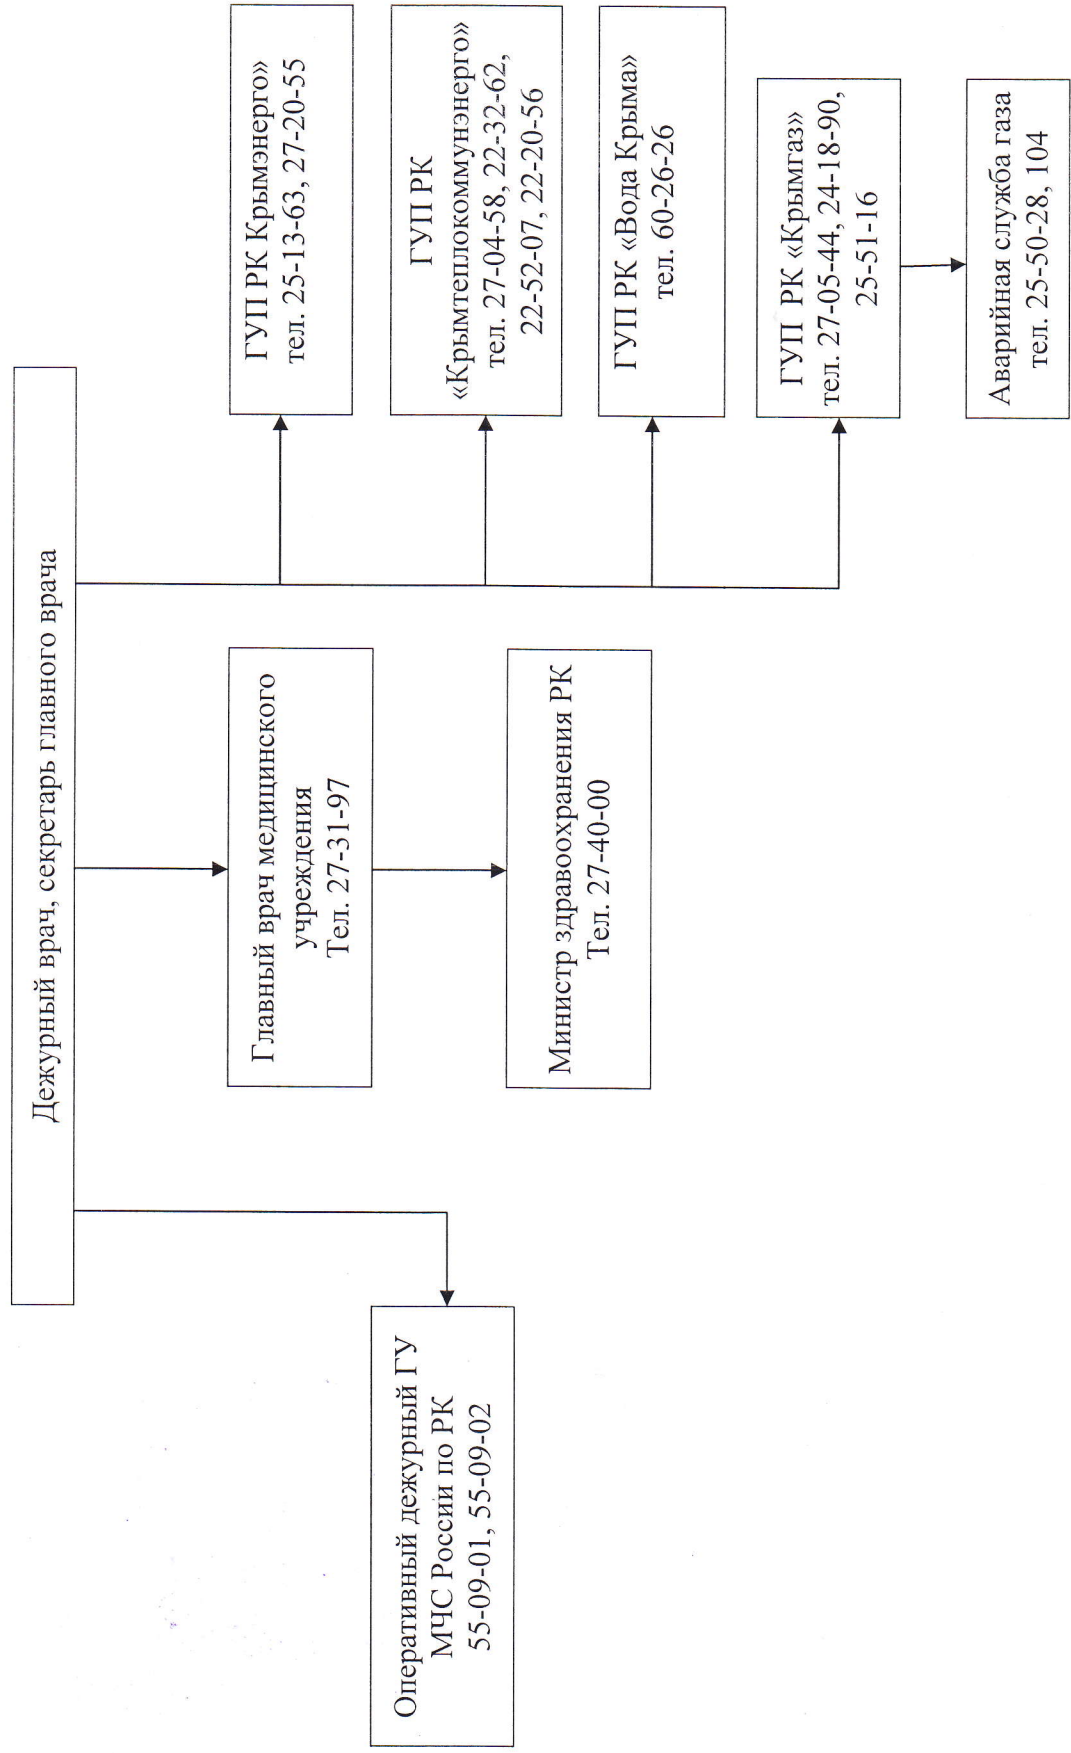 Дежурный врач, секретарь главного врача
Оперативный дежурный ГУ
МЧС России по РК
55-09-01, 55-09-02
Главный врач медицинского
учреждения
Тел. 27-31-97
Министр здравоохранения РК
Тел. 27-40-00
ГУП РК Крымэнерго»
тел. 25-13-63, 27-20-55
ГУП РК
«Крымтеплокоммунэнерго»
тел. 27-04-58, 22-32-62,
22-52-07, 22-20-56
ГУП РК «Вода Крыма»
тел. 60-26-26
ГУП РК «Крымгаз»
тел. 27-05-44, 24-18-90,
25-51-16
Аварийная служба газа
тел. 25-50-28, 104